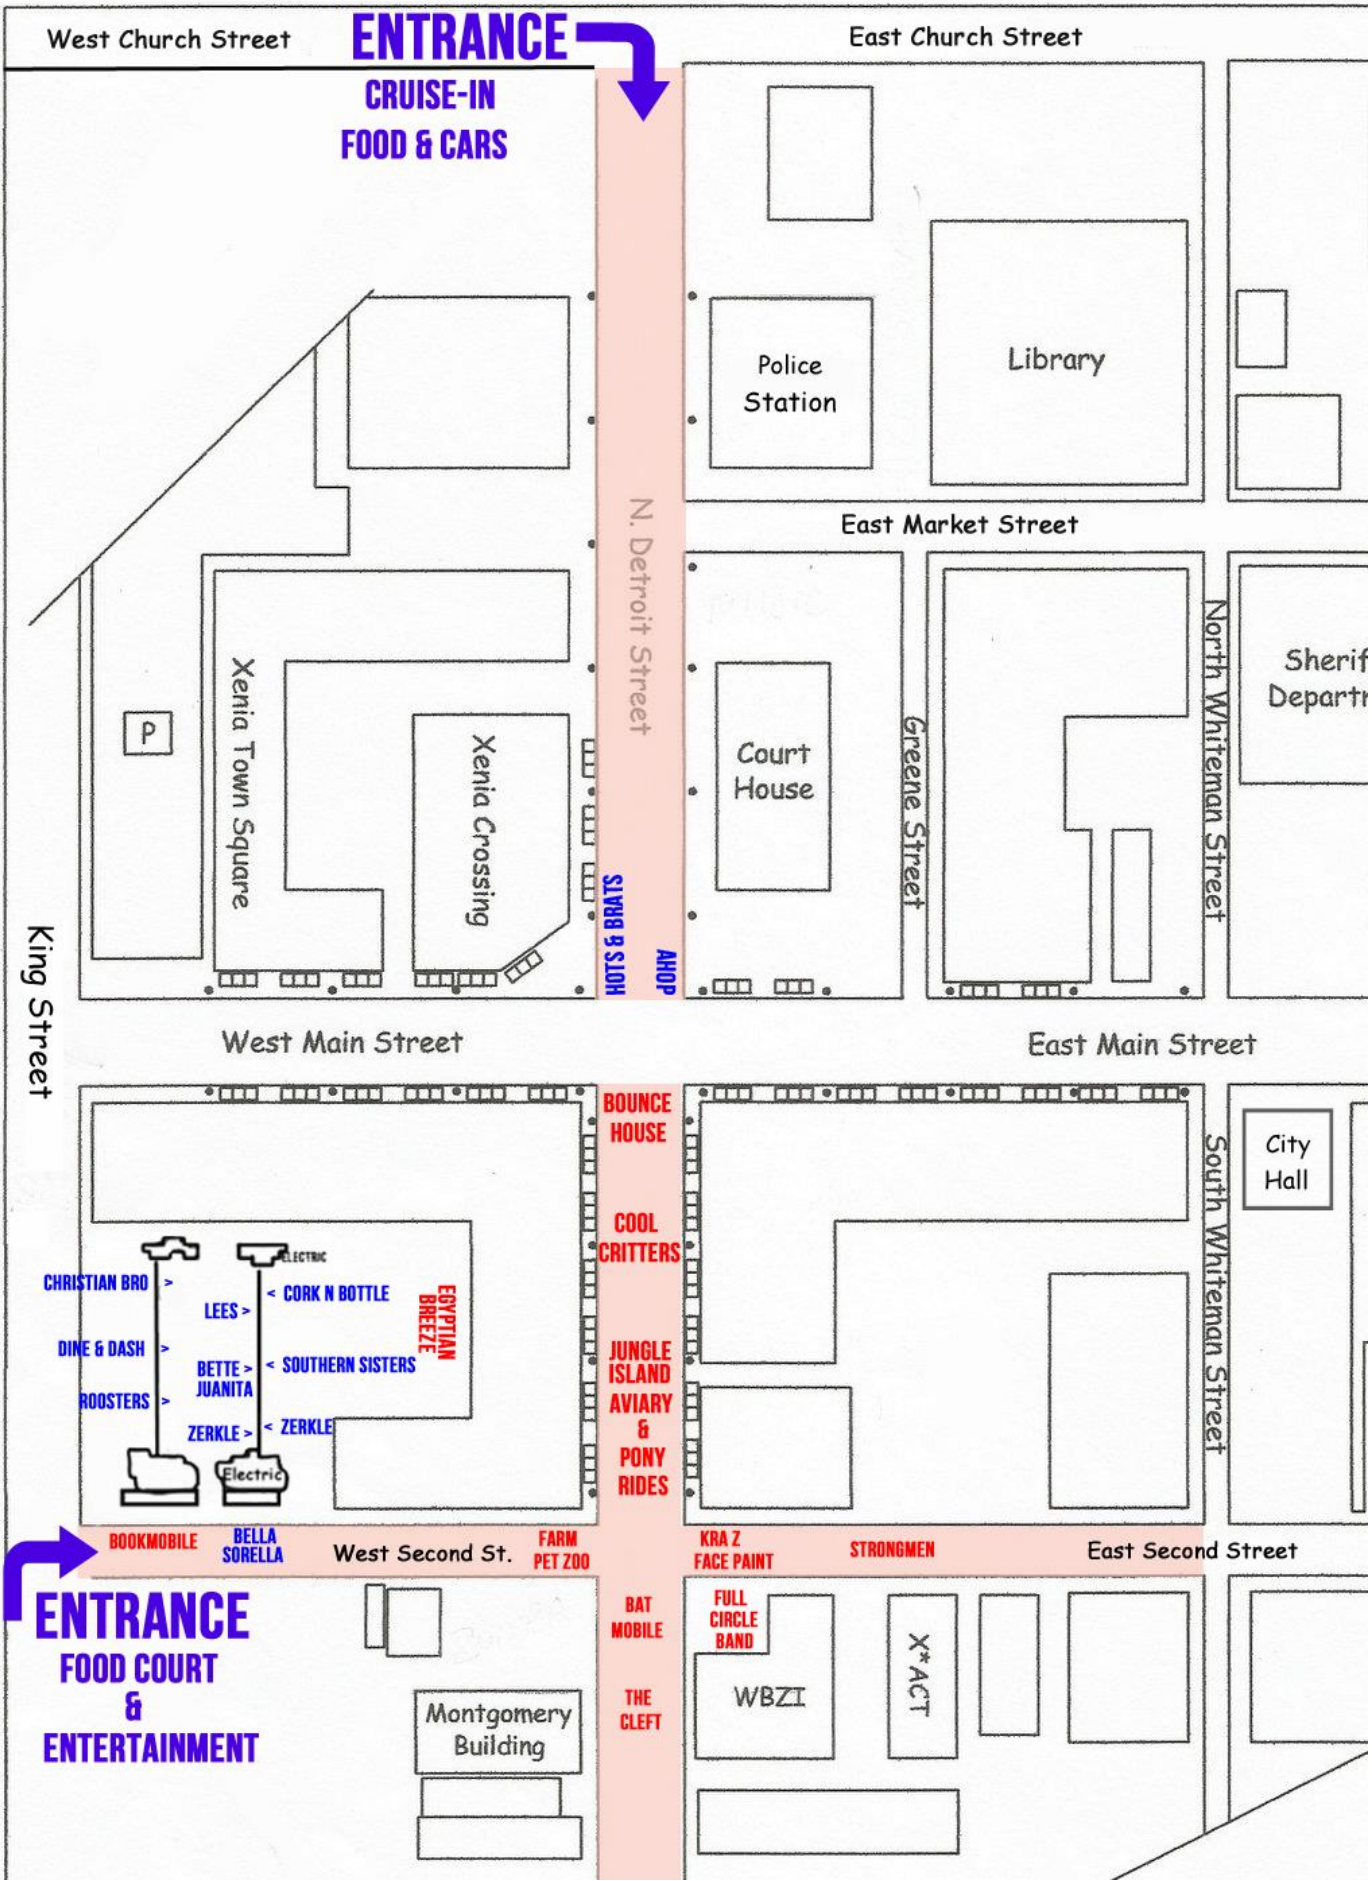 West Church Street
ENTRANCE
East Church Street
CRUISE-IN
FOOD & CARS
Police
Station
Library
N. Detroit Street
East Market Street
Xenia Town Square
P
Xenia Crossing
Court
House
Greene Street
North Whiteman Street
Sherif
Departm
HOTS & BRATS
AHOP
King Street
West Main Street
East Main Street
BOUNCE
HOUSE
COOL
CRITTERS
JUNGLE
ISLAND
AVIARY
&
PONY
RIDES
South Whiteman Street
City
Hall
ELECTRIC
CHRISTIAN BRO >
< CORK N BOTTLE
LEES >
EGYPTIAN
BREEZE
DINE & DASH >
BETTE >
JUANITA
< SOUTHERN SISTERS
ROOSTERS >
ZERKLE >
< ZERKLE
Electric
BOOKMOBILE
BELLA
SORELLA
West Second St.
FARM
PET ZOO
KRA Z
FACE PAINT
STRONGMEN
East Second Street
ENTRANCE
FOOD COURT
&
ENTERTAINMENT
BAT
MOBILE
FULL
CIRCLE
BAND
THE
CLEFT
WBZI
X*ACT
Montgomery
Building